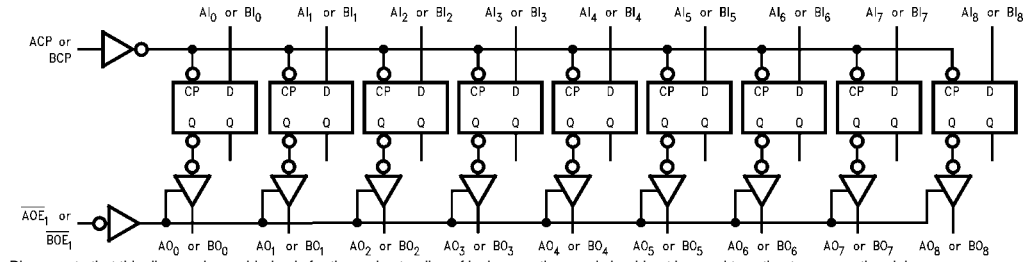 AI0 or BI0 AI1 or BI1 AI2 or BI2 AI3 or BI3 AI4 or BI4 AI5 or BI5 AI6 or BI6 AI7 or BI7 AI8 or BI8
ACP or
BCP
CP D CP D CP D CP D CP D CP D CP D CP D CP D
Q Q Q Q Q Q Q Q Q Q Q Q Q Q Q Q Q Q
AOE1 or
BOE1
AO0 or BO0 AO1 or BO1 AO2 or BO2 AO3 or BO3 AO4 or BO4 AO5 or BO5 AO6 or BO6 AO7 or BO7 AO8 or BO8